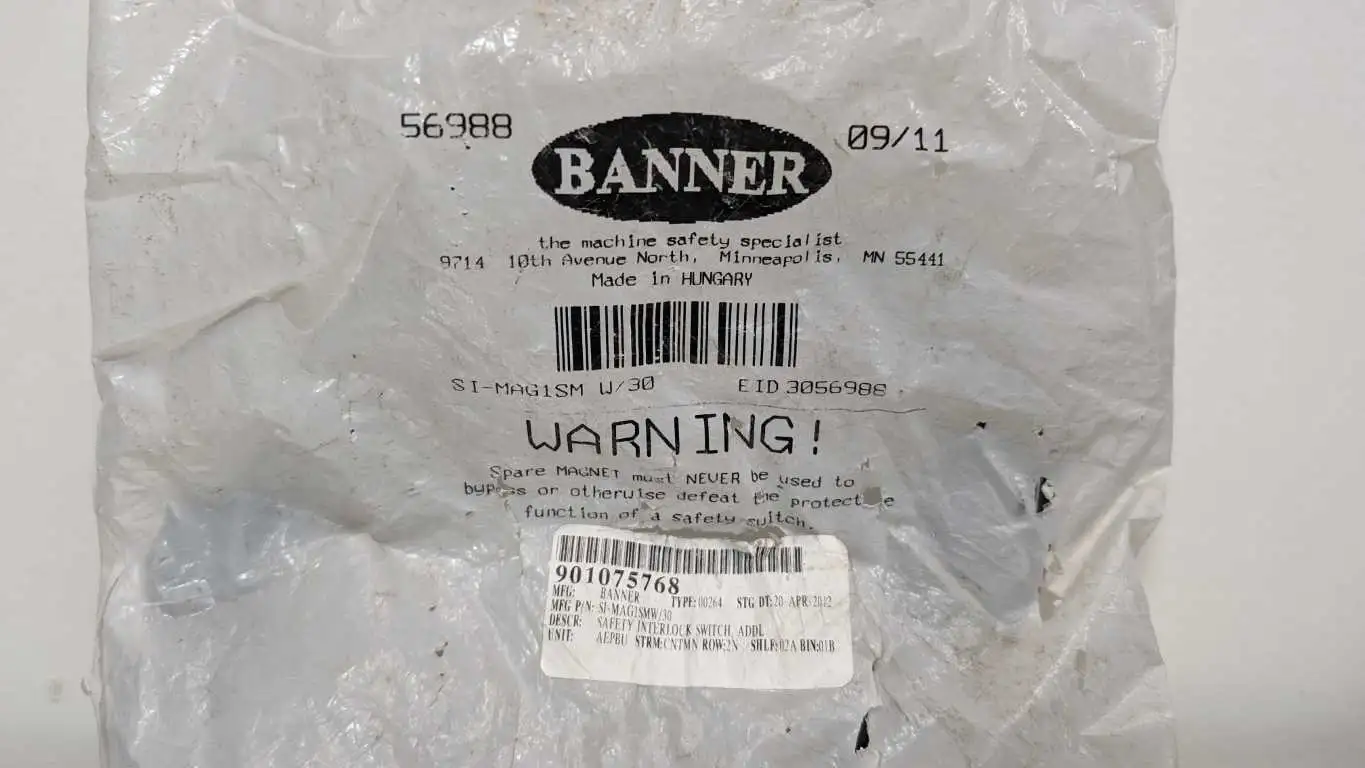 56988 BANNER 09/11
the machine safety specialist
9714 10th Avenue North, Minneapolis, MN 55441
Made in HUNGARY
SI-MAG1SM W/30 EID 3056988
WARNING!
Spare MAGNET must NEVER be used to
bypass or otherwise defeat the protective
function of a safety switch.
901075768
MFG: BANNER TYPE: 00264 STG DT: 20-APR-2012
MFG P/N: SI-MAG1SMW/30
DESCR: SAFETY INTERLOCK SWITCH, ADDL
UNIT: AEPBU STRM:CNTMN ROW:2N SHLF:02A BIN:01B